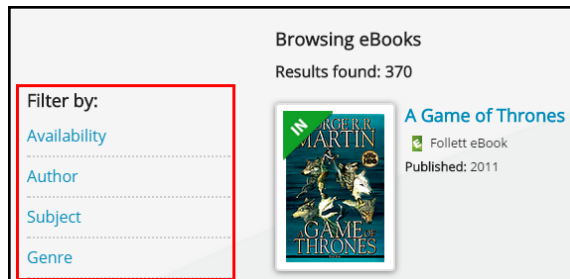 Browsing eBooks
Results found: 370
Filter by:
Availability
Author
Subject
Genre
IN
GEORGE R.R.
MARTIN
A GAME OF
THRONES
A Game of Thrones
Follett eBook
Published: 2011